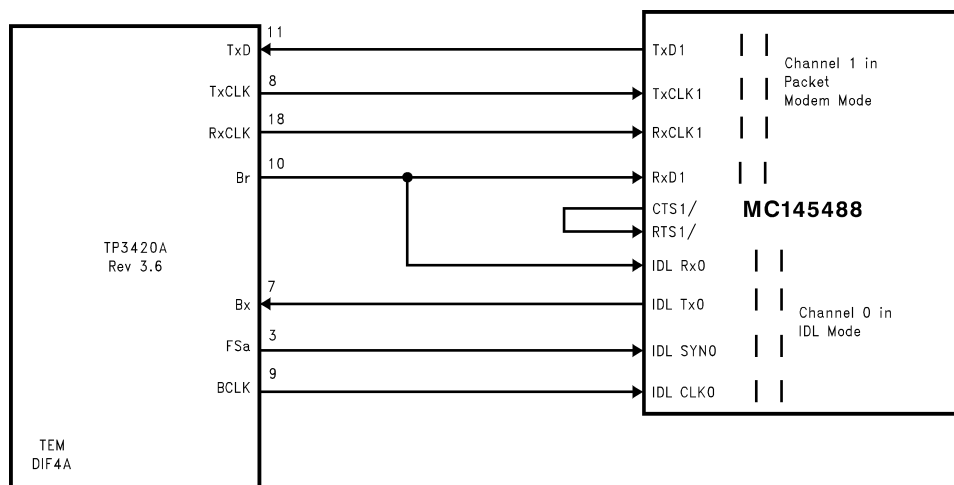 11
TxD
TxD1
8
TxCLK
TxCLK1
18
RxCLK
RxCLK1
10
Br
RxD1
Channel 1 in
Packet
Modem Mode
CTS1/
RTS1/
MC145488
TP3420A
Rev 3.6
IDL Rx0
7
Bx
IDL Tx0
3
FSa
IDL SYN0
9
BCLK
IDL CLK0
Channel 0 in
IDL Mode
TEM
DIF4A